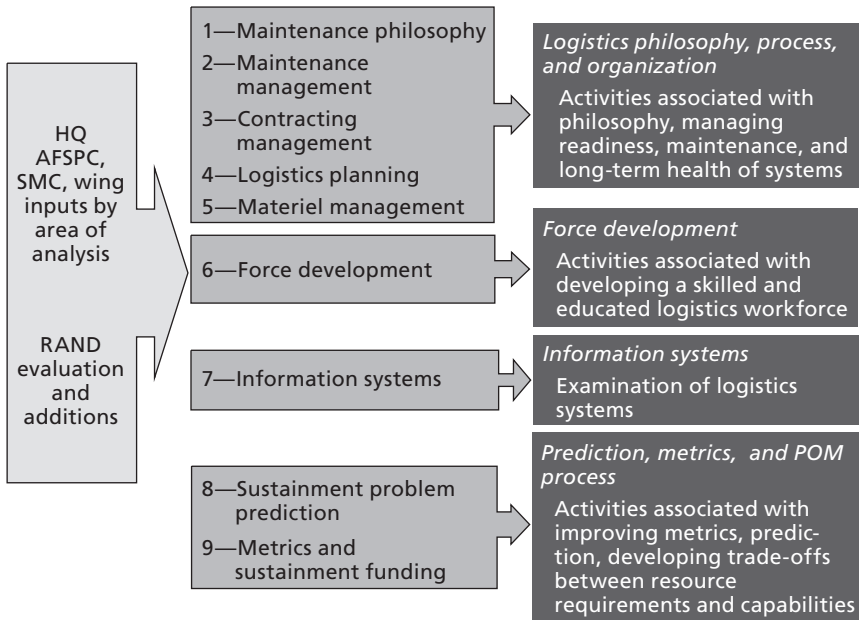 HQ
AFSPC,
SMC, wing
inputs by
area of
analysis
RAND
evaluation
and
additions
1—Maintenance philosophy
2—Maintenance
management
3—Contracting
management
4—Logistics planning
5—Materiel management
6—Force development
7—Information systems
8—Sustainment problem
prediction
9—Metrics and
sustainment funding
Logistics philosophy, process,
and organization
Activities associated with
philosophy, managing
readiness, maintenance, and
long-term health of systems
Force development
Activities associated with
developing a skilled and
educated logistics workforce
Information systems
Examination of logistics
systems
Prediction, metrics, and POM
process
Activities associated with
improving metrics, predic-
tion, developing trade-offs
between resource
requirements and capabilities